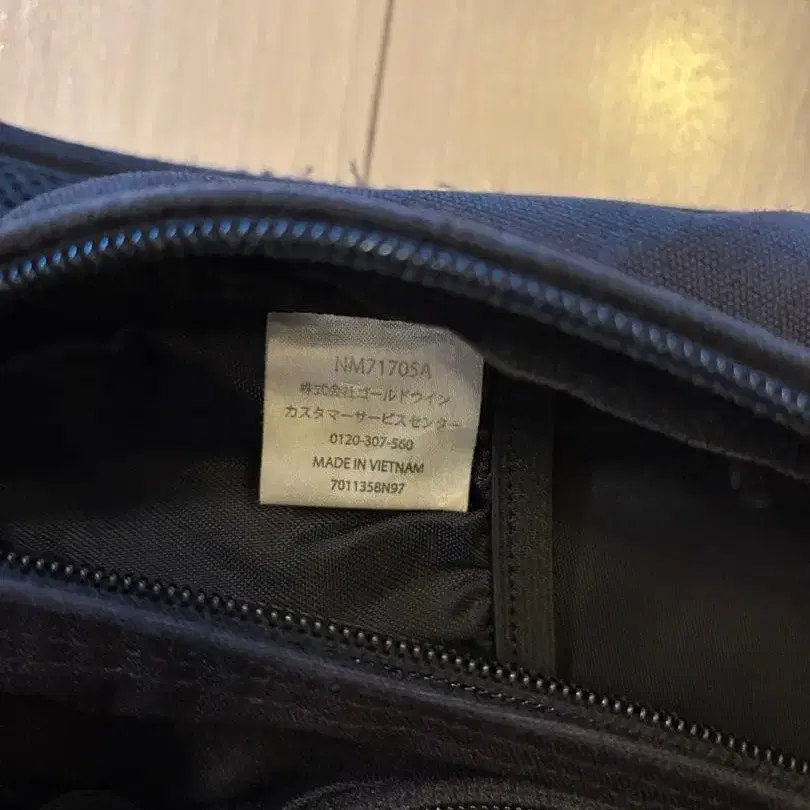 NM71705A
株式会社ゴールドウイン
カスタマーサービスセンター
0120-307-560
MADE IN VIETNAM
7011358N97